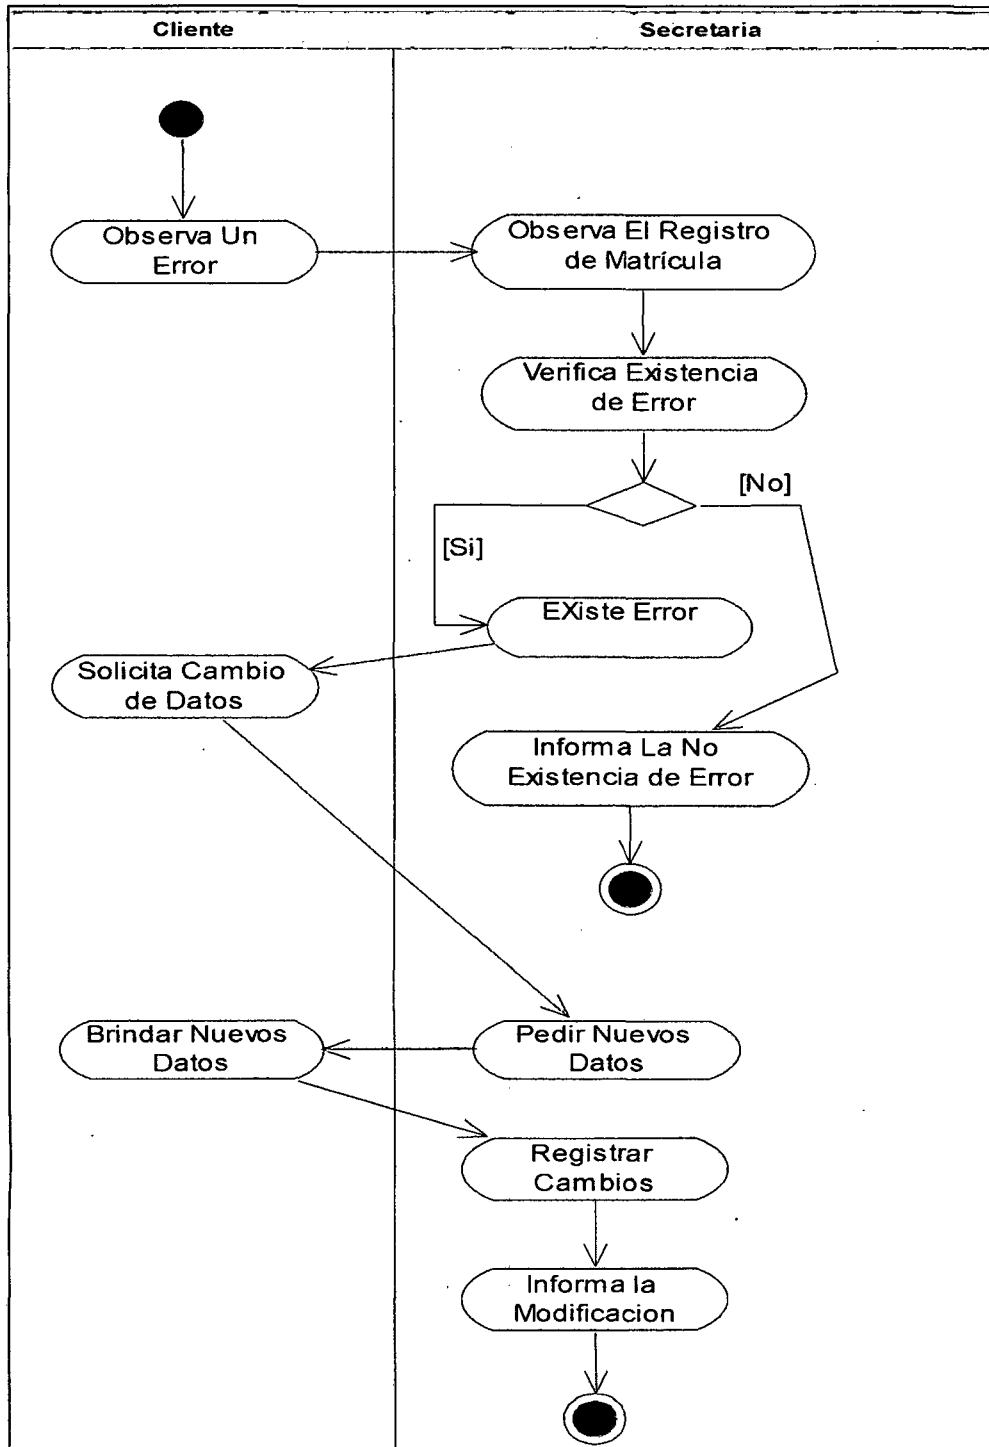 Cliente
Secretaria
Observa Un
Error
Observa El Registro
de Matrícula
Verifica Existencia
de Error
[No]
[Si]
EXiste Error
Solicita Cambio
de Datos
Informa La No
Existencia de Error
Brindar Nuevos
Datos
Pedir Nuevos
Datos
Registrar
Cambios
Informa la
Modificacion